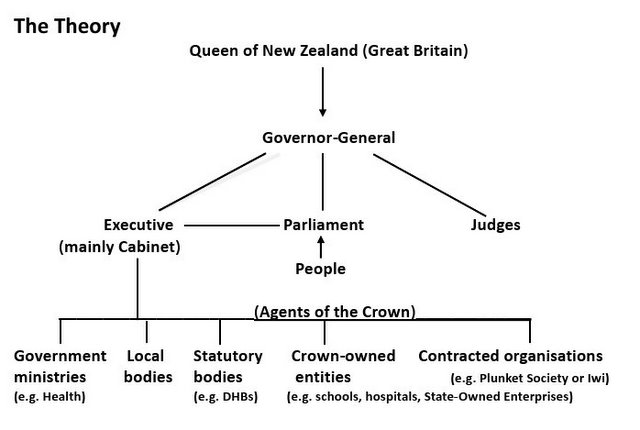 The Theory
Queen of New Zealand (Great Britain)
Governor-General
Executive Parliament Judges
(mainly Cabinet)
People
(Agents of the Crown)
Government Local Statutory Crown-owned Contracted organisations
ministries bodies bodies entities (e.g. Plunket Society or Iwi)
(e.g. Health) (e.g. DHBs) (e.g. schools, hospitals, State-Owned Enterprises)